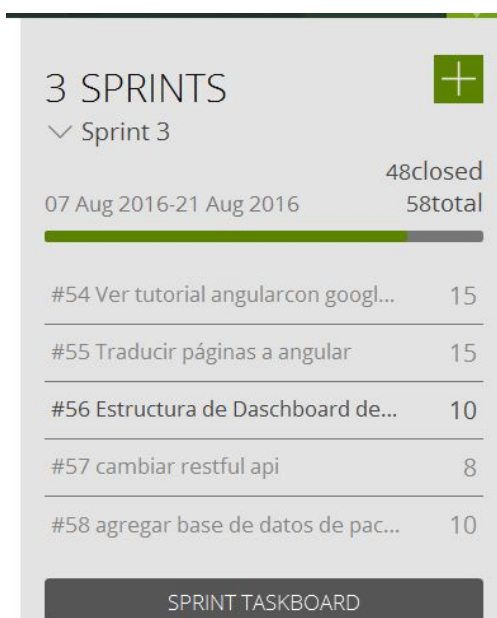 3 SPRINTS
Sprint 3
48closed
07 Aug 2016-21 Aug 2016 58total
#54 Ver tutorial angularcon googl... 15
#55 Traducir páginas a angular 15
#56 Estructura de Daschboard de... 10
#57 cambiar restful api 8
#58 agregar base de datos de pac... 10
SPRINT TASKBOARD